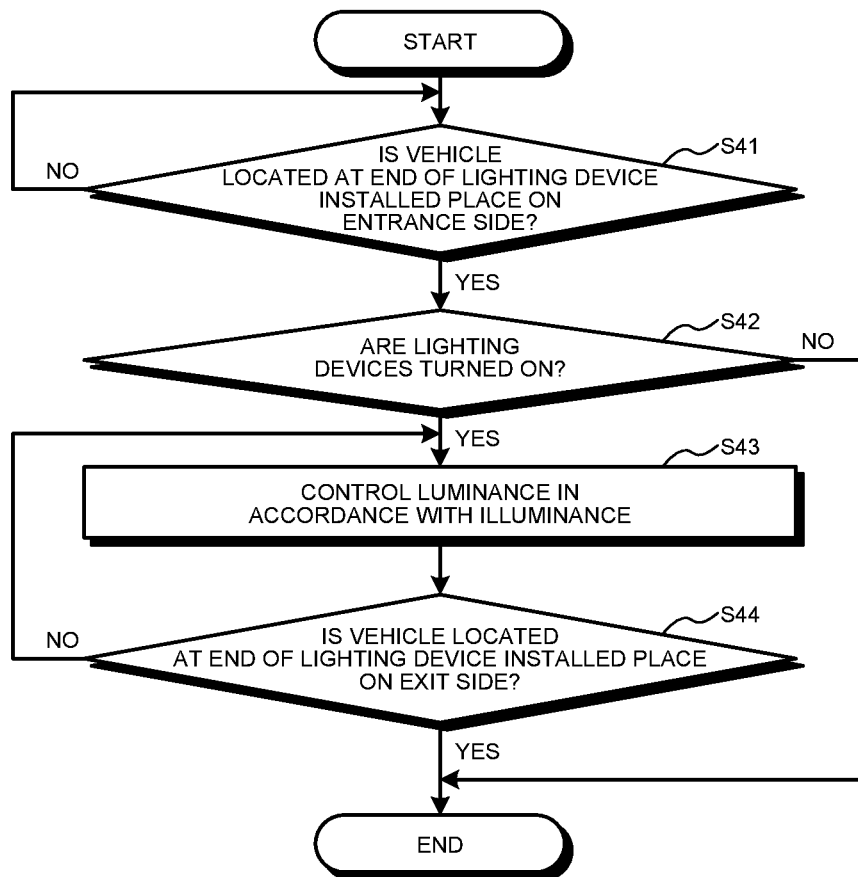 START
S41
IS VEHICLE
LOCATED AT END OF LIGHTING DEVICE
INSTALLED PLACE ON
ENTRANCE SIDE?
NO
YES
S42
ARE LIGHTING
DEVICES TURNED ON?
NO
YES
S43
CONTROL LUMINANCE IN
ACCORDANCE WITH ILLUMINANCE
S44
IS VEHICLE LOCATED
AT END OF LIGHTING DEVICE INSTALLED PLACE
ON EXIT SIDE?
NO
YES
END